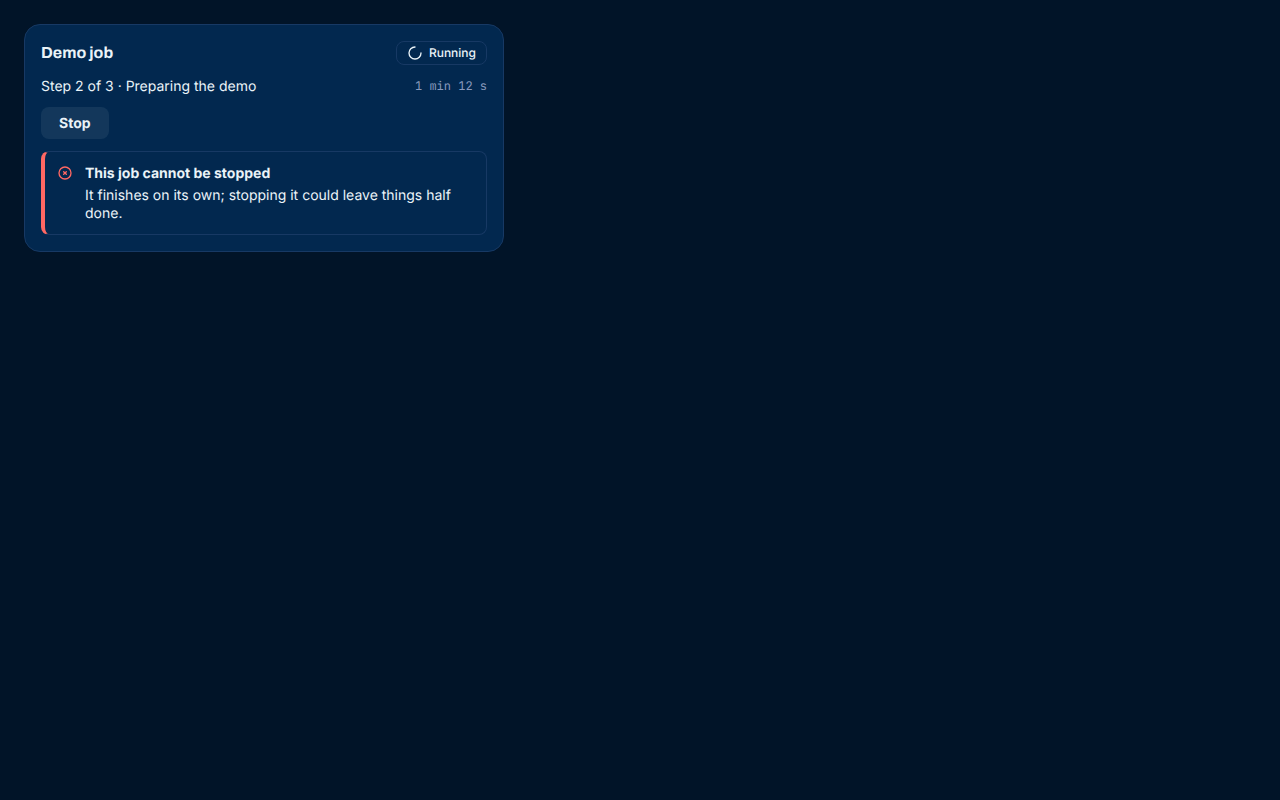 Demo job
Running
Step 2 of 3 · Preparing the demo
1 min 12 s
Stop
This job cannot be stopped
It finishes on its own; stopping it could leave things half
done.